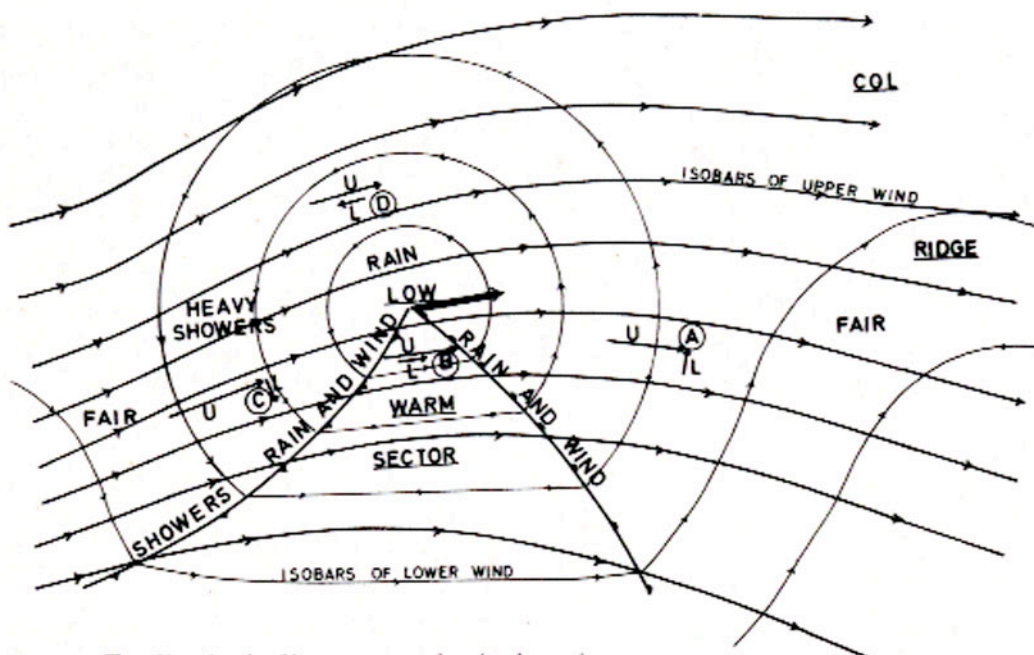 COL
ISOBARS OF UPPER WIND
U
L D
RAIN
RIDGE
LOW
HEAVY
SHOWERS
FAIR
U A
L
U
L B
RAIN AND WIND
RAIN AND WIND
WARM
SECTOR
FAIR
U C
L
SHOWERS
ISOBARS OF LOWER WIND